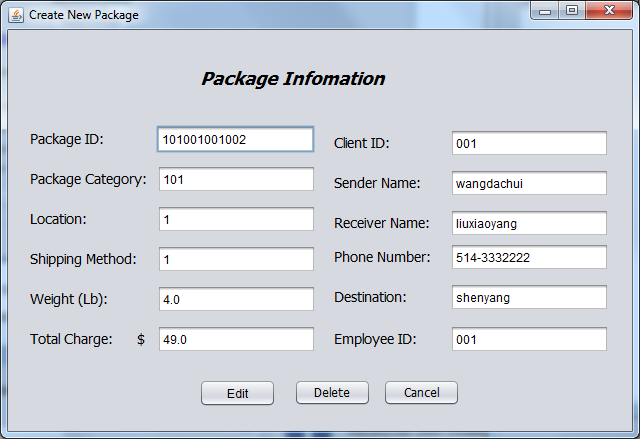 Create New Package
Package Infomation
Package ID: 101001001002
Client ID: 001
Package Category: 101
Sender Name: wangdachui
Location: 1
Receiver Name: liuxiaoyang
Shipping Method: 1
Phone Number: 514-3332222
Weight (Lb): 4.0
Destination: shenyang
Total Charge: $ 49.0
Employee ID: 001
Edit Delete Cancel